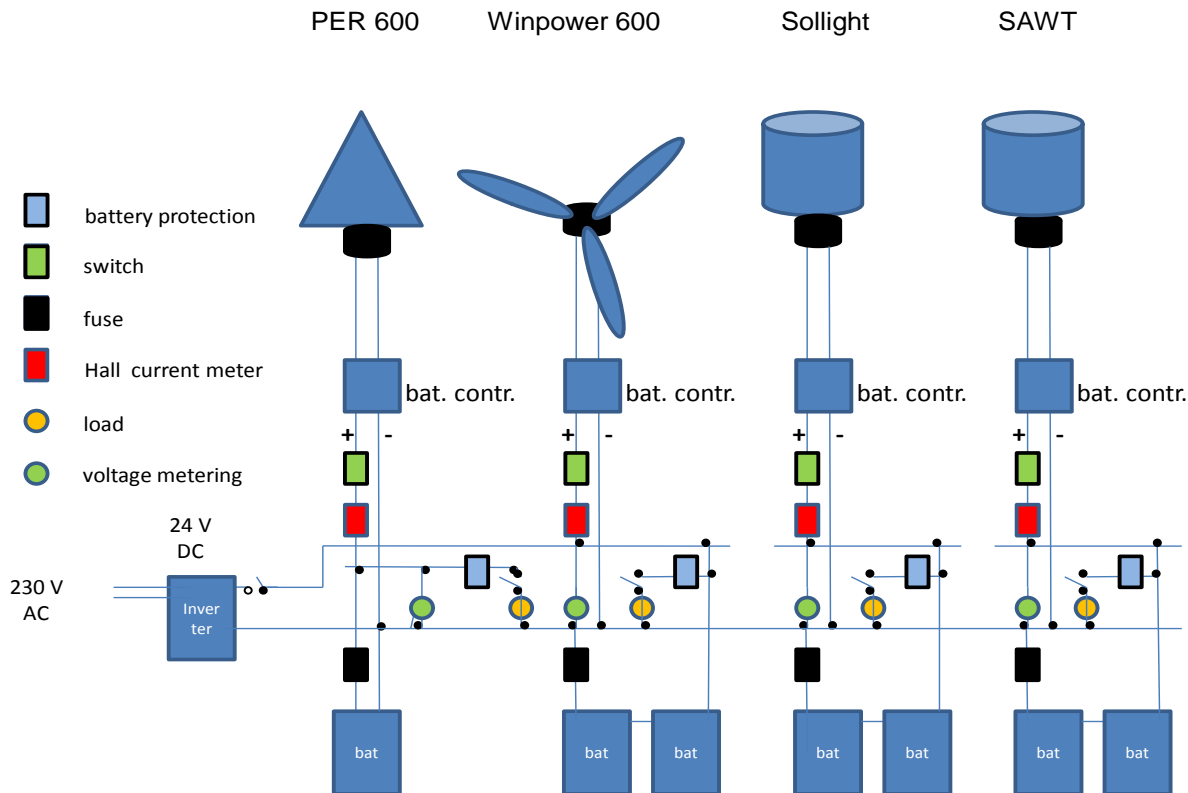 PER 600 Winpower 600 Sollight SAWT
battery protection
switch
fuse
Hall current meter
load
voltage metering
bat. contr. bat. contr. bat. contr. bat. contr.
+ - + - + - + -
24 V
DC
230 V
AC
Inver
ter
bat bat bat bat bat bat bat